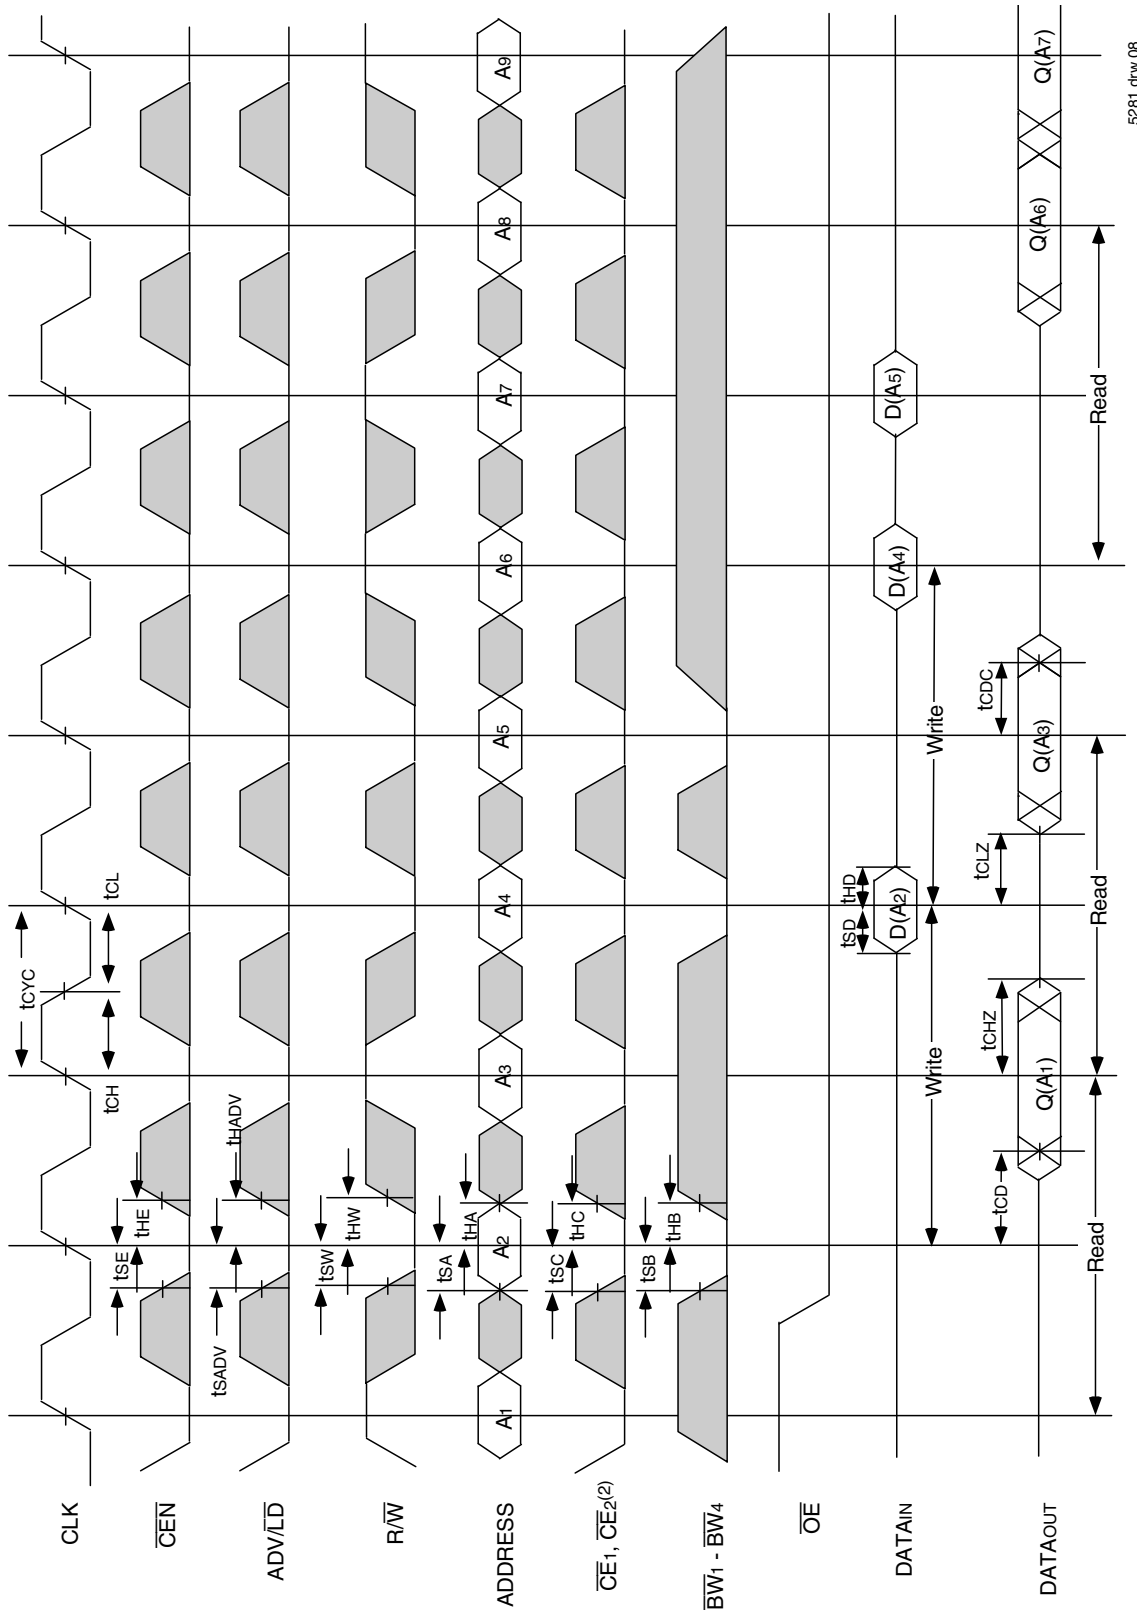 tCYC
CLK
tCH
tCL
tSE
tHE
CEN
tSADV
tHADV
ADV/LD
tSW
tHW
R/W
tSA
tHA
ADDRESS
A1
A2
A3
A4
A5
A6
A7
A8
A9
tSC
tHC
CE1, CE2(2)
tSB
tHB
BW1 - BW4
OE
tSD
tHD
DATAIN
D(A2)
D(A4)
D(A5)
Write
Write
tCD
tCHZ
tCLZ
tCDC
DATAOUT
Q(A1)
Q(A3)
Q(A6)
Q(A7)
Read
Read
Read
5281 drw 08